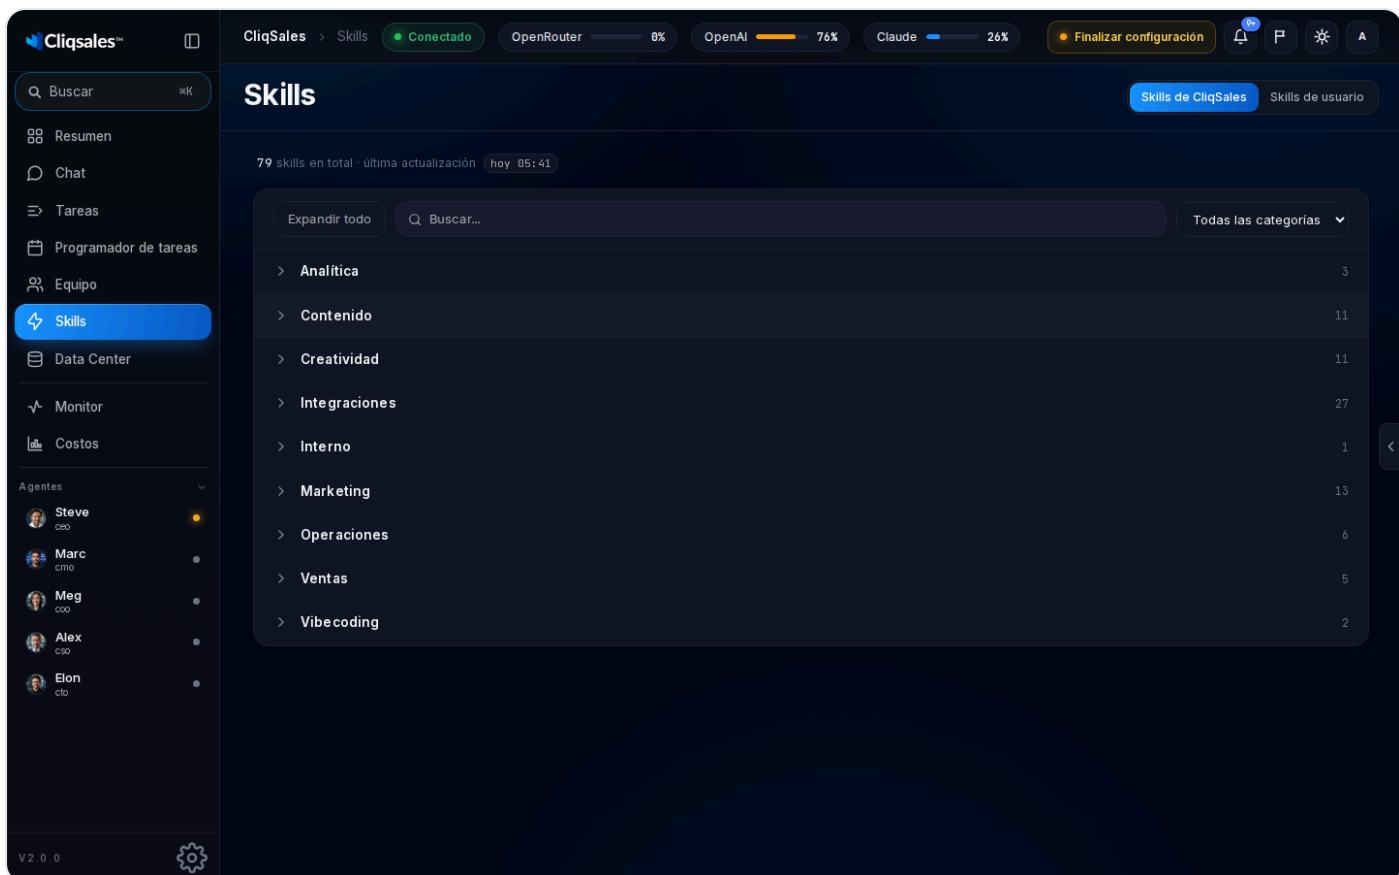 Cliqsales™
Buscar ⌘K
Resumen
Chat
Tareas
Programador de tareas
Equipo
Skills
Data Center
Monitor
Costos
Agentes
Steve
ceo
Marc
cmo
Meg
coo
Alex
cso
Elon
cto
V2.0.0
CliqSales > Skills Conectado OpenRouter 0% OpenAI 76% Claude 26% Finalizar configuración 9+ A
Skills
Skills de CliqSales Skills de usuario
79 skills en total · última actualización hoy 05:41
Expandir todo Buscar... Todas las categorías
Analítica 3
Contenido 11
Creatividad 11
Integraciones 27
Interno 1
Marketing 13
Operaciones 6
Ventas 5
Vibecoding 2